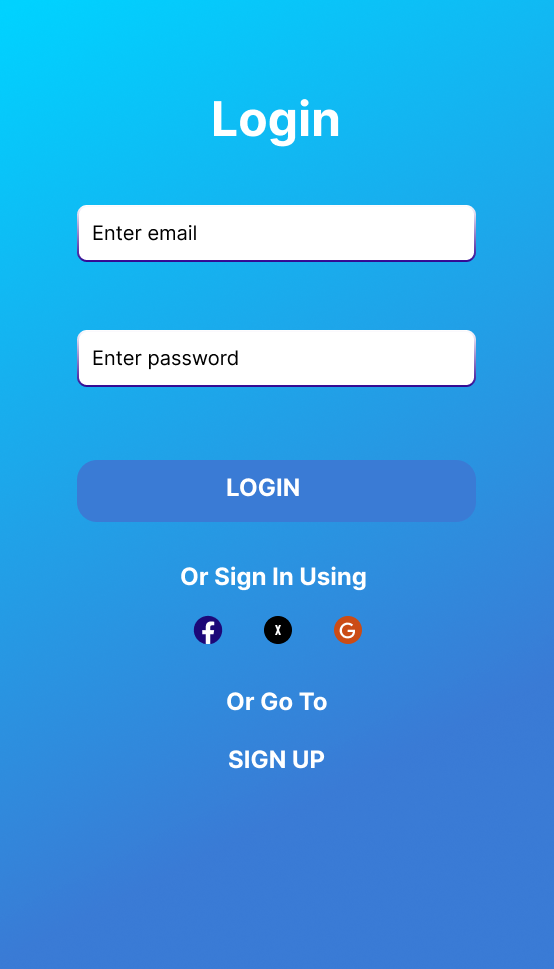 Login
Enter email
Enter password
LOGIN
Or Sign In Using
X
G
Or Go To
SIGN UP